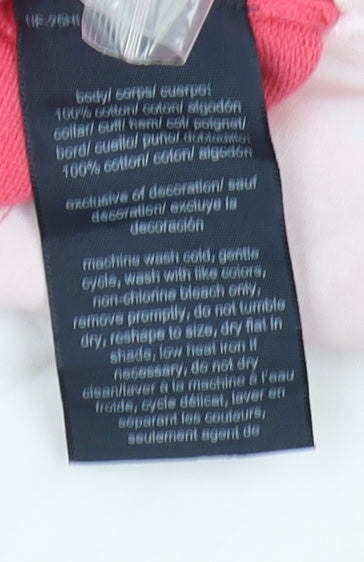 body/ corps/ cuerpo:
100% cotton/ coton/ algodón
collar/ cuff/ hem/ col/ poignet/
bord/ cuello/ puño/ dobladillo:
100% cotton/ coton/ algodón
exclusive of decoration/ sauf
décoration/ excluye la
decoración
machine wash cold, gentle
cycle, wash with like colors,
non-chlorine bleach only,
remove promptly, do not tumble
dry, reshape to size, dry flat in
shade, low heat iron if
necessary, do not dry
clean/laver à la machine à l'eau
froide, cycle délicat, laver en
séparant les couleurs,
seulement agent de